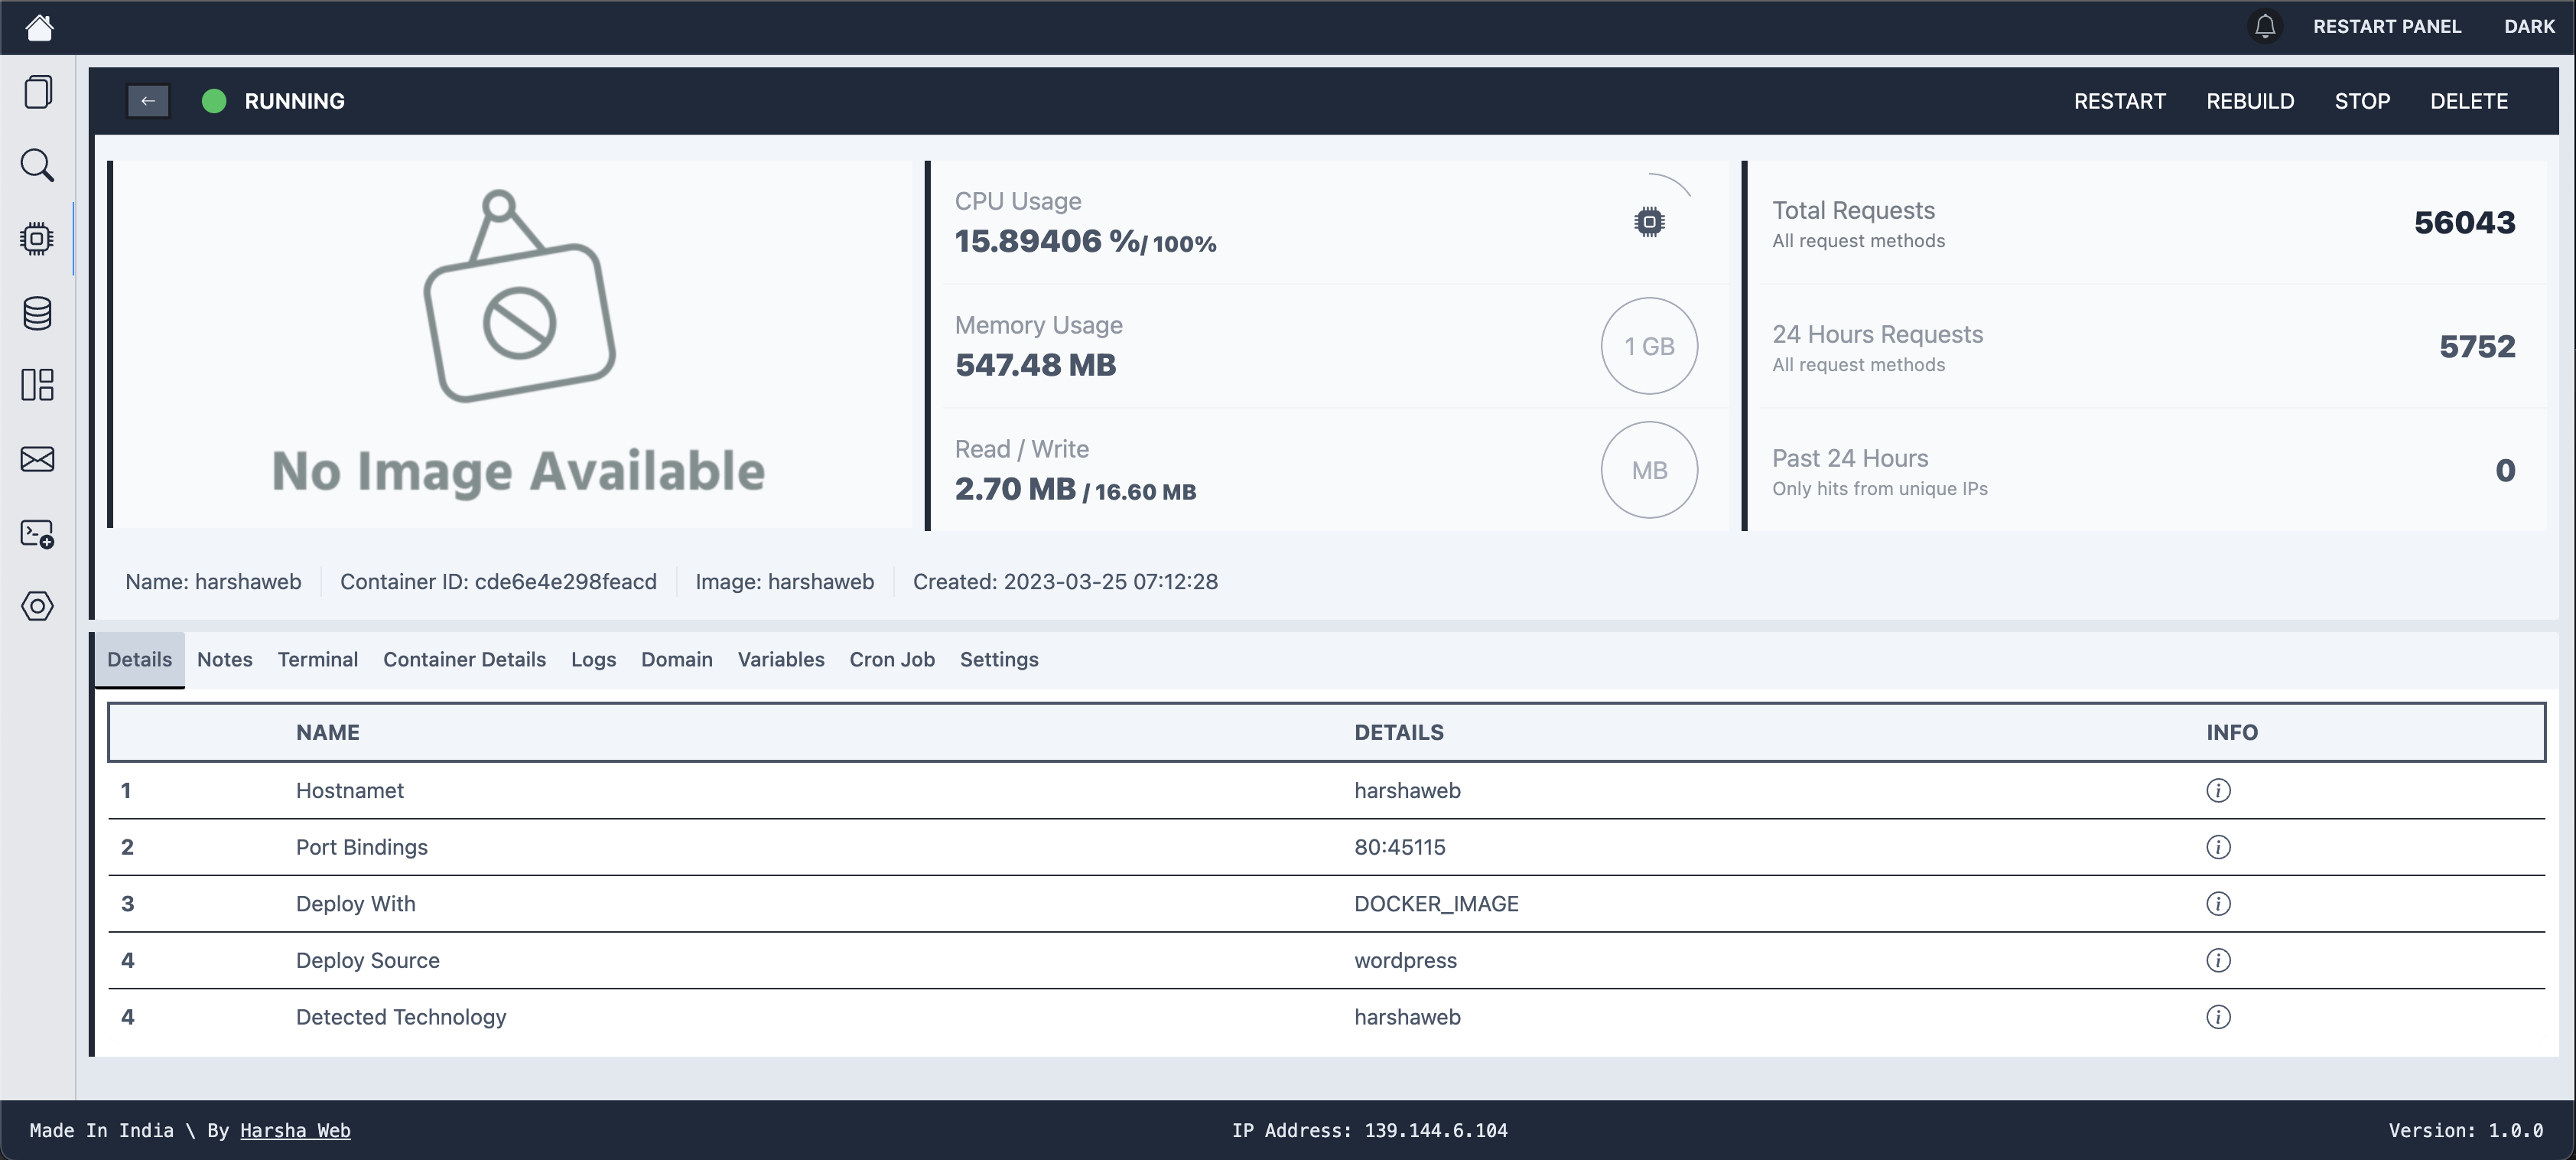 RESTART PANEL DARK
← RUNNING RESTART REBUILD STOP DELETE
No Image Available
CPU Usage
15.89406 %/ 100%
Memory Usage
547.48 MB
1 GB
Read / Write
2.70 MB / 16.60 MB
MB
Total Requests
All request methods
56043
24 Hours Requests
All request methods
5752
Past 24 Hours
Only hits from unique IPs
0
Name: harshaweb Container ID: cde6e4e298feacd Image: harshaweb Created: 2023-03-25 07:12:28
Details Notes Terminal Container Details Logs Domain Variables Cron Job Settings
NAME DETAILS INFO
1 Hostnamet harshaweb
2 Port Bindings 80:45115
3 Deploy With DOCKER_IMAGE
4 Deploy Source wordpress
4 Detected Technology harshaweb
Made In India \ By Harsha Web IP Address: 139.144.6.104 Version: 1.0.0